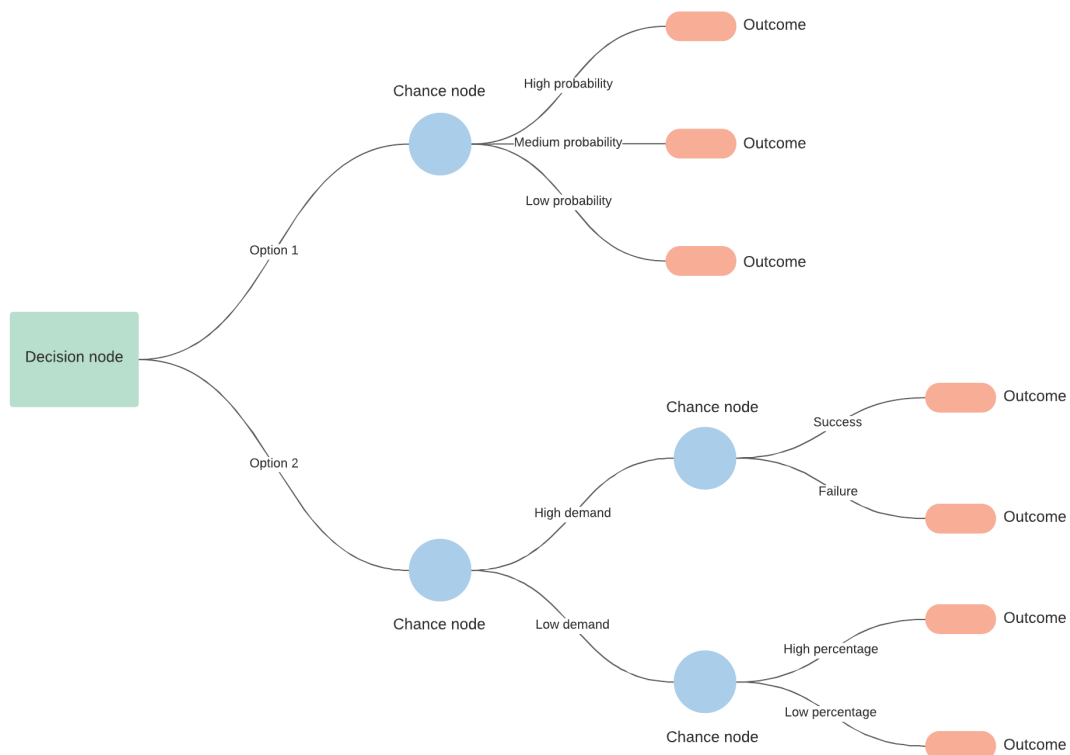 Outcome
Chance node
High probability
Medium probability
Outcome
Low probability
Option 1
Outcome
Decision node
Chance node
Outcome
Success
Option 2
Failure
High demand
Outcome
Chance node
Low demand
Outcome
High percentage
Low percentage
Chance node
Outcome